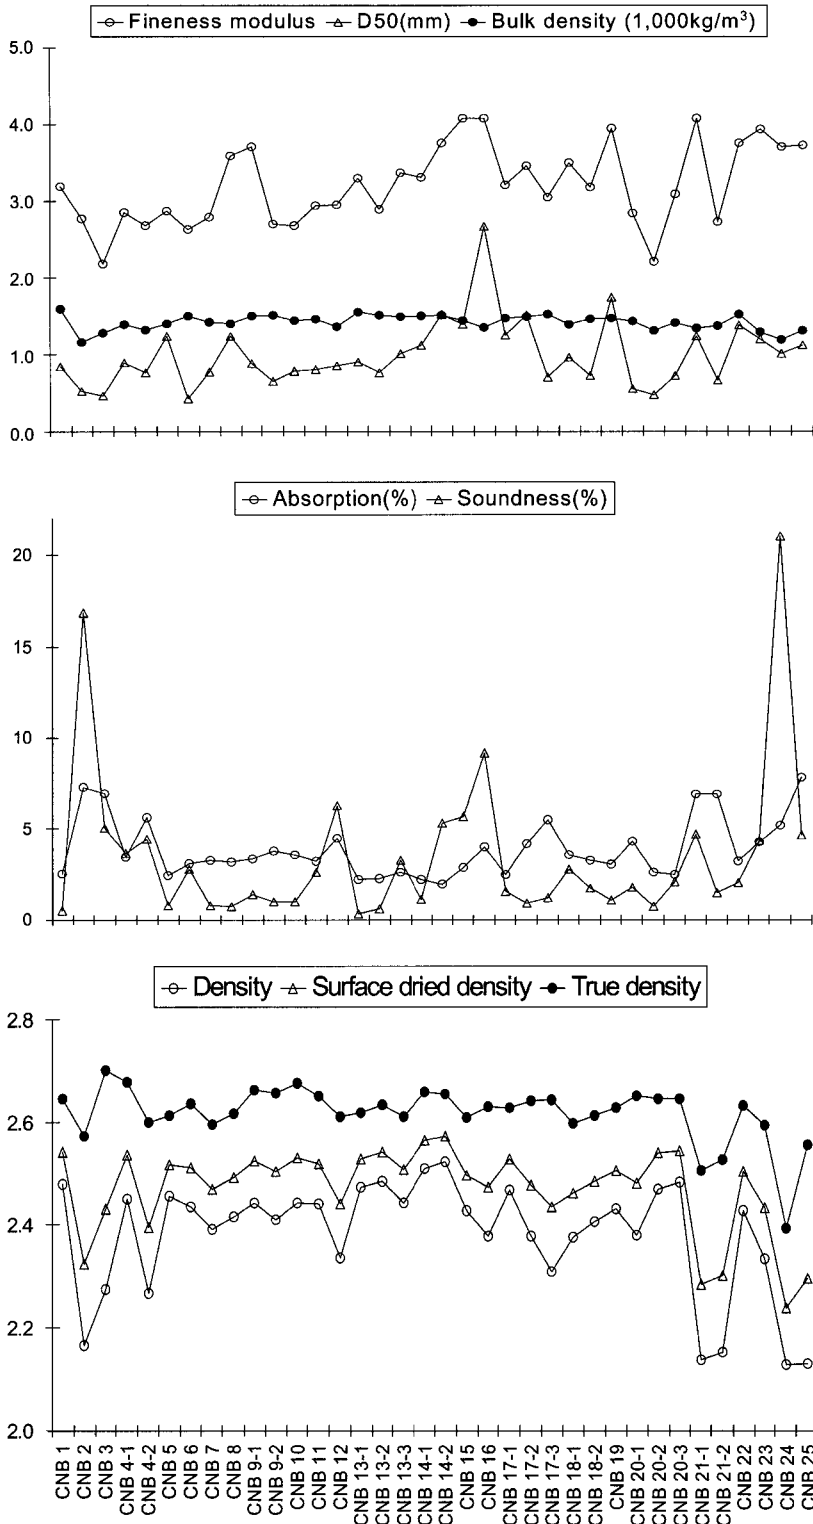 Fineness modulus D50(mm) Bulk density (1,000kg/m³)
5.0
4.0
3.0
2.0
1.0
0.0
Absorption(%) Soundness(%)
20
15
10
5
0
Density Surface dried density True density
2.8
2.6
2.4
2.2
2.0
CNB 1
CNB 2
CNB 3
CNB 4-1
CNB 4-2
CNB 5
CNB 6
CNB 7
CNB 8
CNB 9-1
CNB 9-2
CNB 10
CNB 11
CNB 12
CNB 13-1
CNB 13-2
CNB 13-3
CNB 14-1
CNB 14-2
CNB 15
CNB 16
CNB 17-1
CNB 17-2
CNB 17-3
CNB 18-1
CNB 18-2
CNB 19
CNB 20-1
CNB 20-2
CNB 20-3
CNB 21-1
CNB 21-2
CNB 22
CNB 23
CNB 24
CNB 25